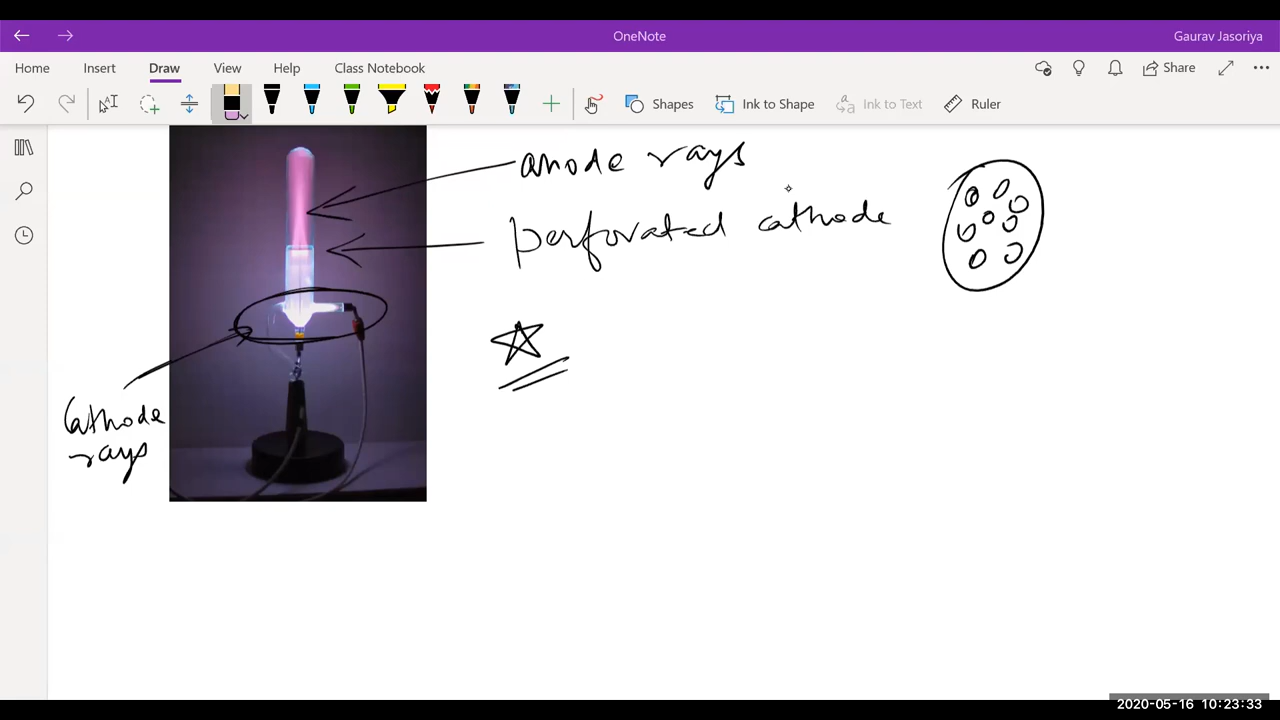 OneNote
Gaurav Jasoriya
Home Insert Draw View Help Class Notebook
Share
Shapes Ink to Shape Ink to Text Ruler
anode rays
perforated cathode
Cathode
rays
2020-05-16 10:23:33